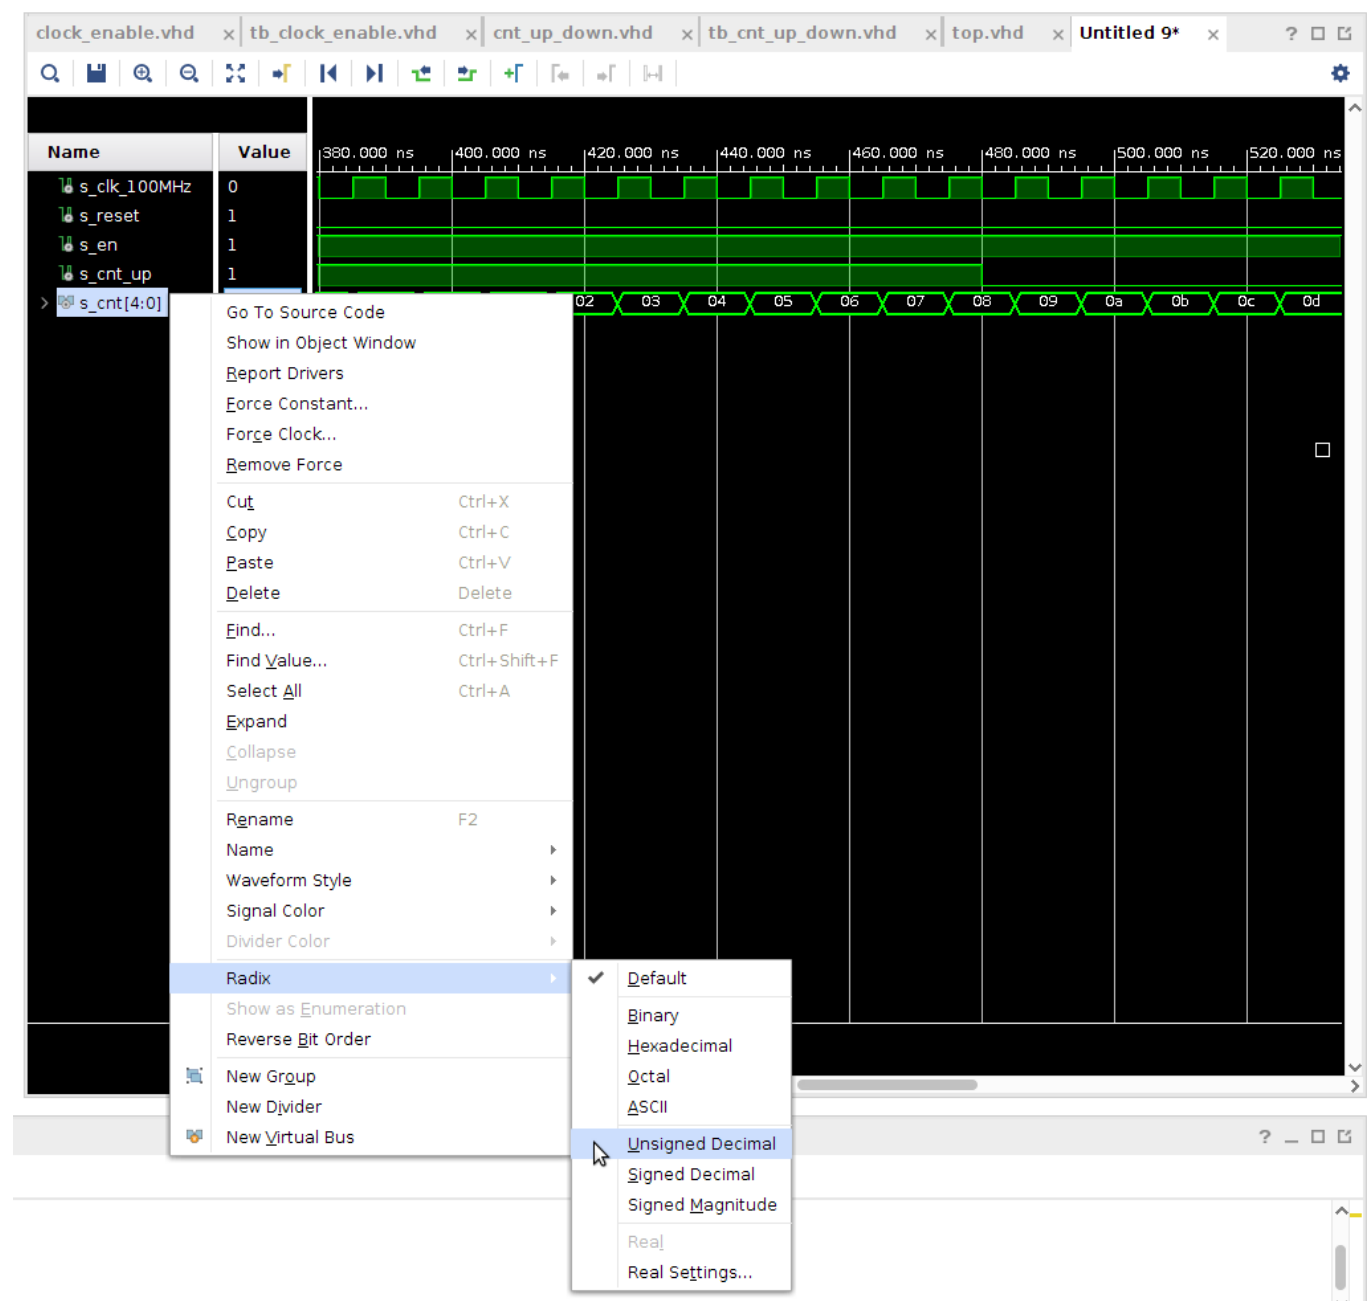 clock_enable.vhd × tb_clock_enable.vhd × cnt_up_down.vhd × tb_cnt_up_down.vhd × top.vhd × Untitled 9* × ?
Name Value 380.000 ns 400.000 ns 420.000 ns 440.000 ns 460.000 ns 480.000 ns 500.000 ns 520.000 ns
s_clk_100MHz 0
s_reset 1
s_en 1
s_cnt_up 1
s_cnt[4:0] 02 03 04 05 06 07 08 09 0a 0b 0c 0d
Go To Source Code
Show in Object Window
Report Drivers
Force Constant...
Force Clock...
Remove Force
Cut Ctrl+X
Copy Ctrl+C
Paste Ctrl+V
Delete Delete
Find... Ctrl+F
Find Value... Ctrl+Shift+F
Select All Ctrl+A
Expand
Collapse
Ungroup
Rename F2
Name
Waveform Style
Signal Color
Divider Color
Radix
Show as Enumeration
Reverse Bit Order
New Group
New Divider
New Virtual Bus
Default
Binary
Hexadecimal
Octal
ASCII
Unsigned Decimal
Signed Decimal
Signed Magnitude
Real
Real Settings...
?